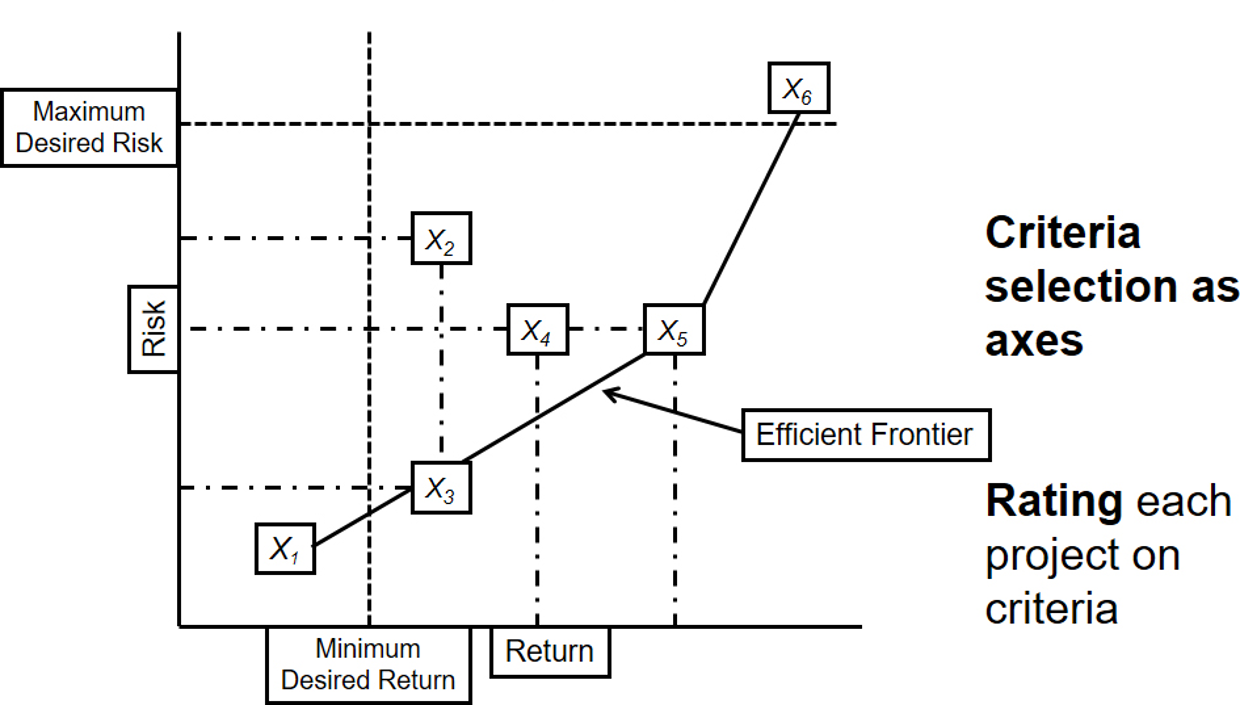 X6
Maximum
Desired Risk
X2
Criteria
selection as
axes
Risk
X4
X5
Efficient Frontier
X3
Rating each
project on
criteria
X1
Minimum
Desired Return
Return